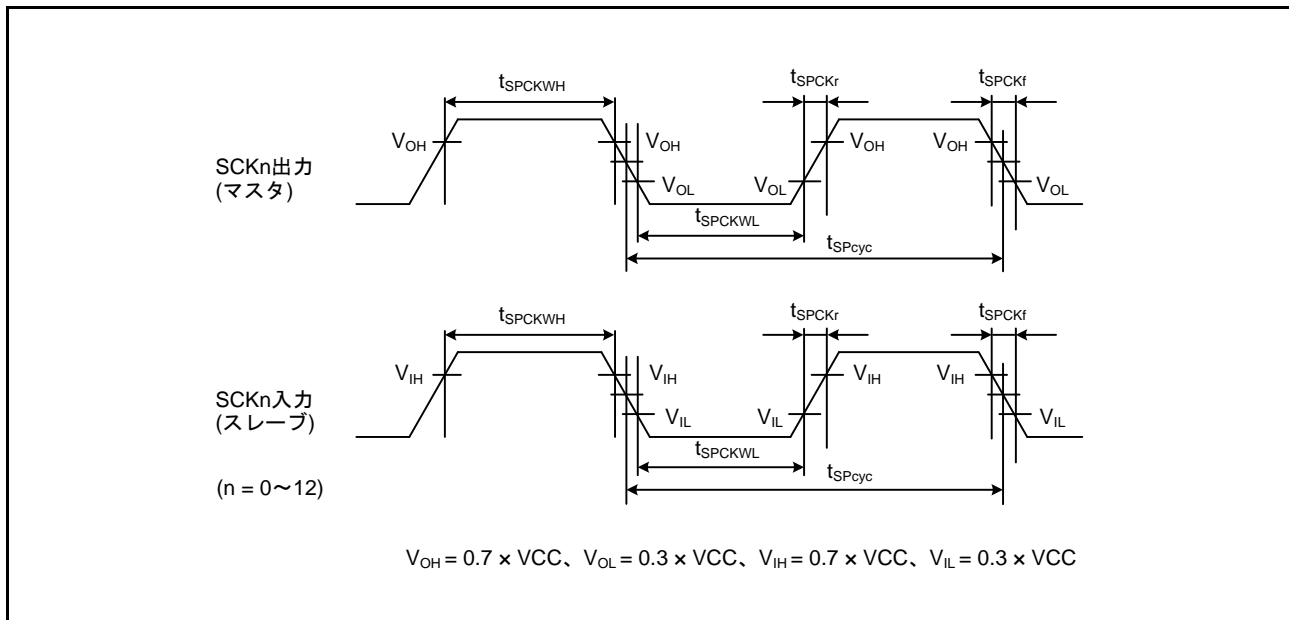 tSPCKWH
tSPCKr
tSPCKf
VOH
VOH
VOH
VOH
SCKn出力
(マスタ)
VOL
VOL
VOL
tSPCKWL
tSPcyc
tSPCKWH
tSPCKr
tSPCKf
VIH
VIH
VIH
VIH
SCKn入力
(スレーブ)
VIL
VIL
VIL
tSPCKWL
tSPcyc
(n = 0～12)
VOH = 0.7 × VCC、VOL = 0.3 × VCC、VIH = 0.7 × VCC、VIL = 0.3 × VCC